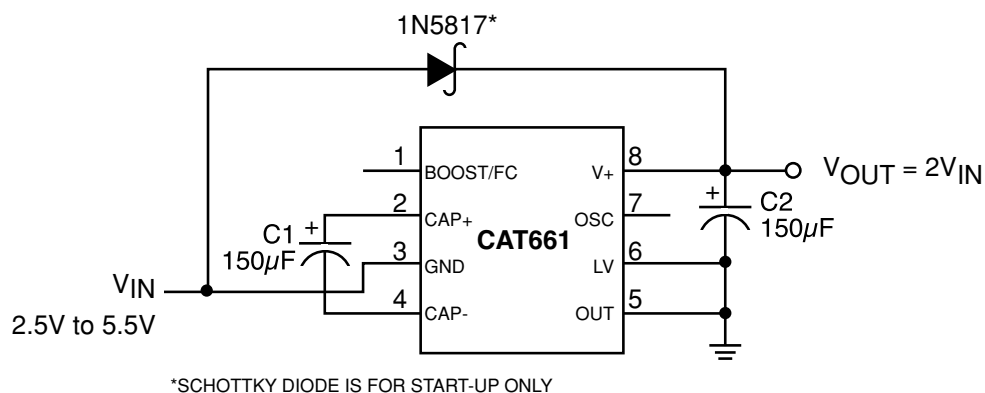 1N5817*
1
BOOST/FC
V+
8
VOUT = 2VIN
2
CAP+
OSC
7
+
C2
150µF
+
C1
150µF
CAT661
3
GND
LV
6
VIN
2.5V to 5.5V
4
CAP-
OUT
5
*SCHOTTKY DIODE IS FOR START-UP ONLY